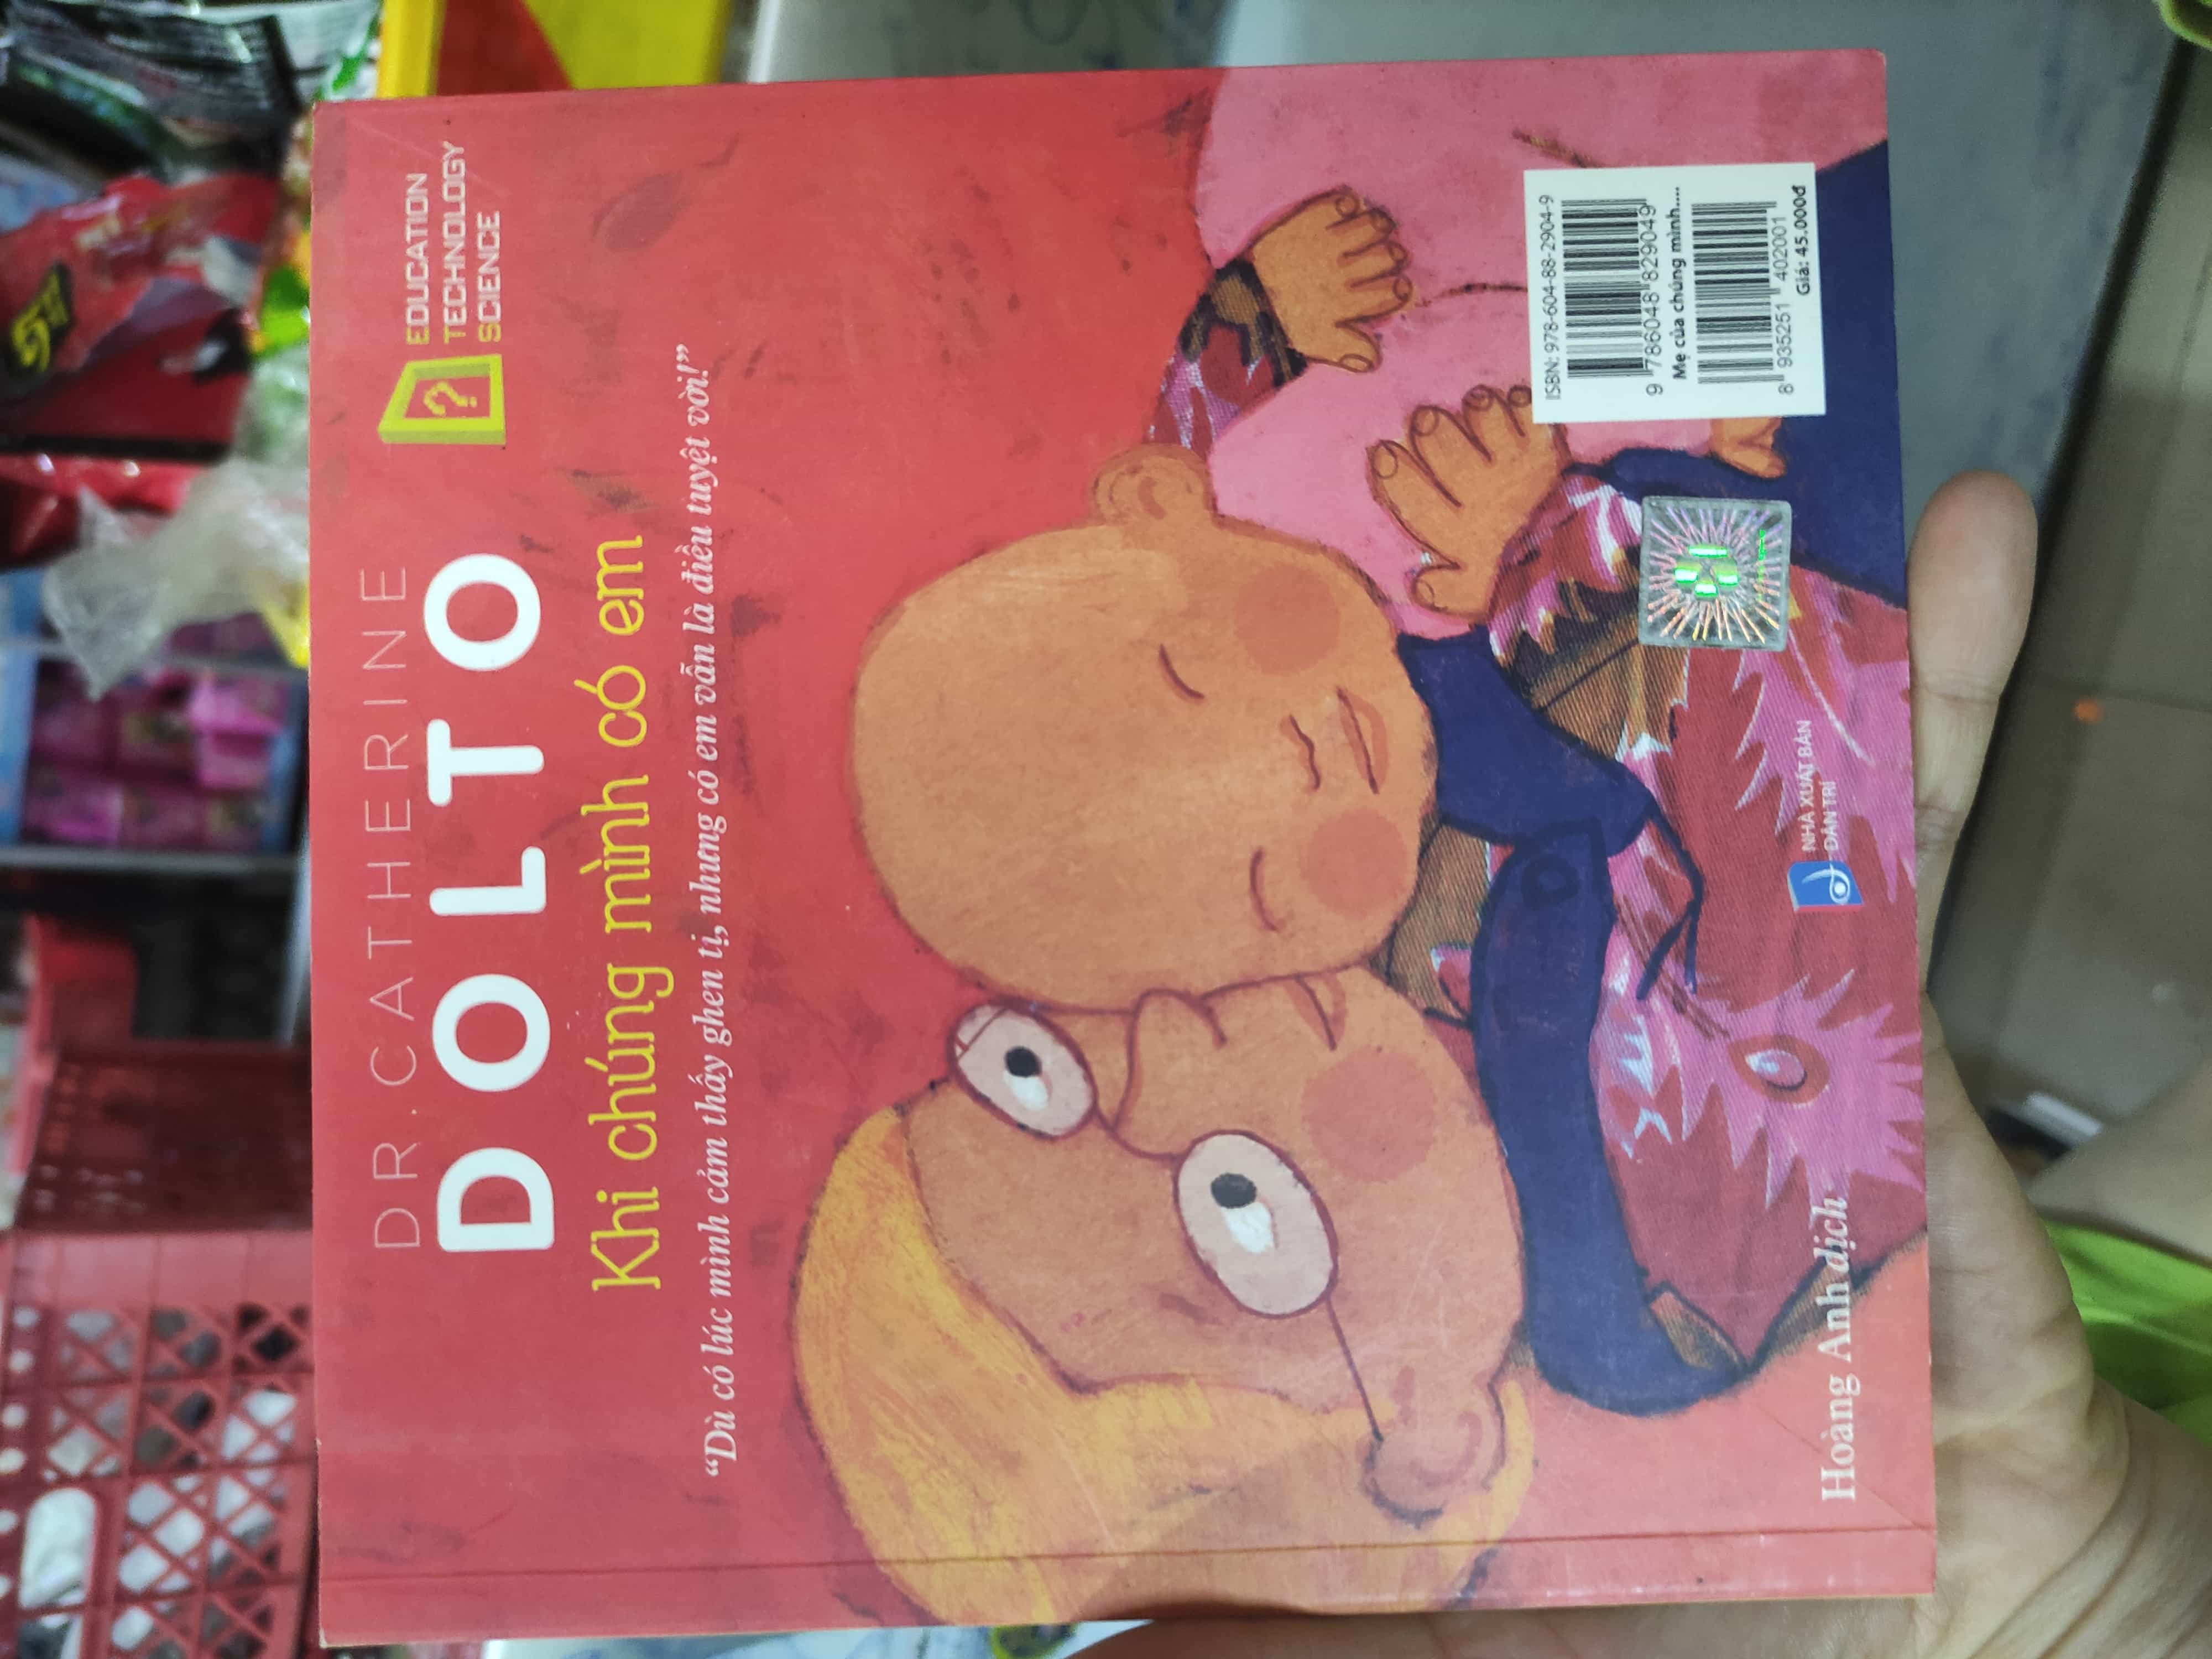 DR. CATHERINE
DOLTO
EDUCATION
TECHNOLOGY
SCIENCE
Khi chúng mình có em
“Dù có lúc mình cảm thấy ghen tị, nhưng có em vẫn là điều tuyệt vời!”
ISBN: 978-604-88-2904-9
9 786048 829049
Mẹ của chúng mình....
8 935251 402001
Giá: 45.000đ
NHÀ XUẤT BẢN
DÂN TRÍ
Hoàng Anh dịch